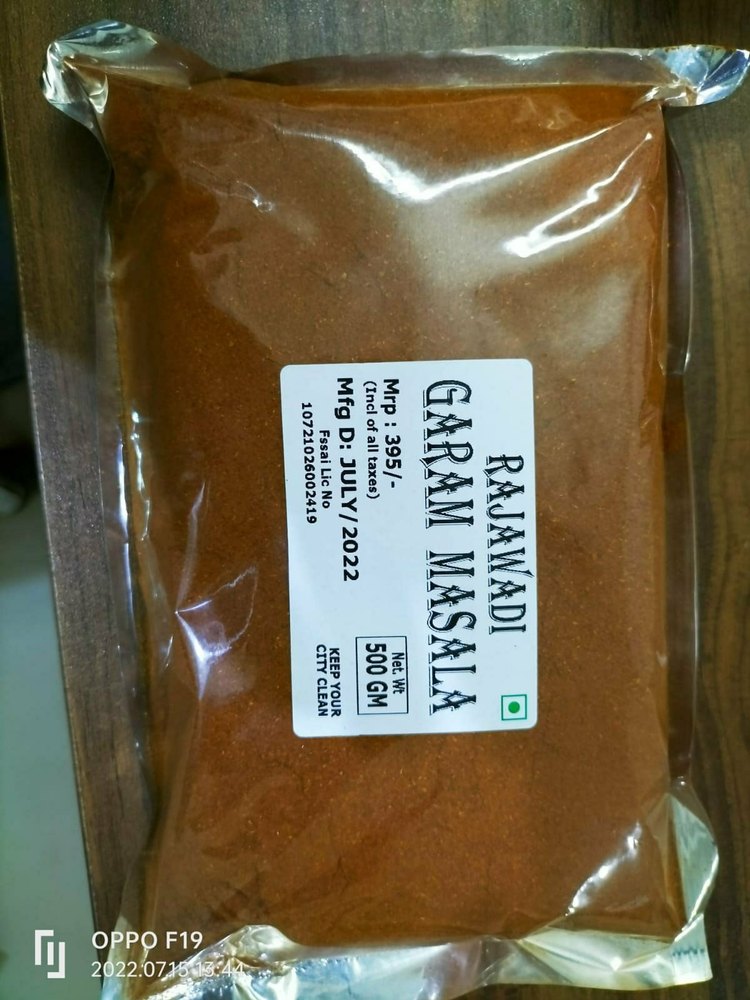 RAJAWADI
GARAM MASALA
Mrp : 395/-
(Incl of all taxes)
Mfg D: JULY/2022
Fssai Lic No
10721026002419
Net. Wt
500 GM
KEEP YOUR
CITY CLEAN
OPPO F19
2022.07.15 13:44